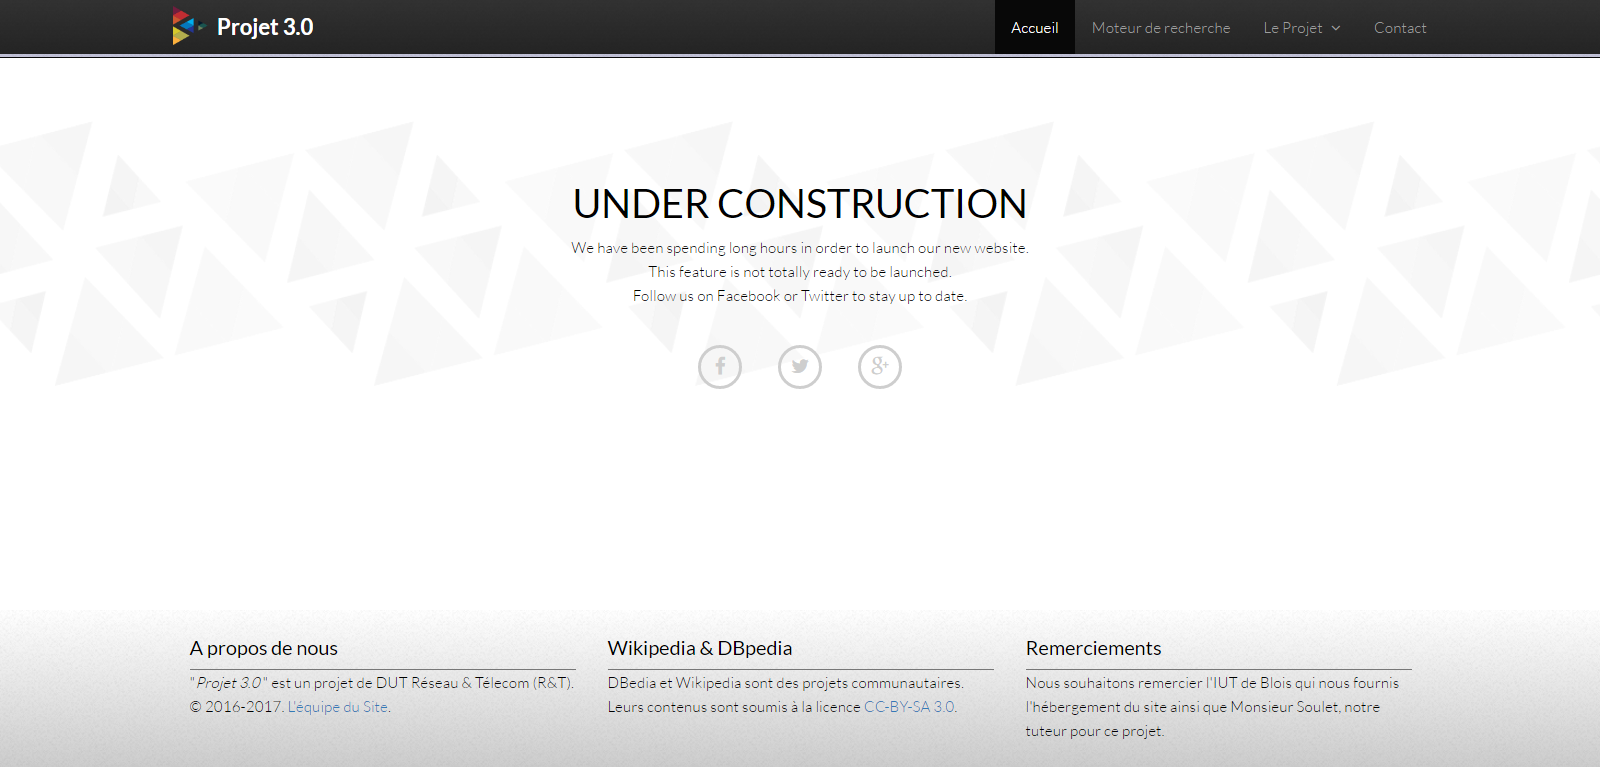 Projet 3.0
Accueil
Moteur de recherche
Le Projet
Contact
UNDER CONSTRUCTION
We have been spending long hours in order to launch our new website.
This feature is not totally ready to be launched.
Follow us on Facebook or Twitter to stay up to date.
A propos de nous
"Projet 3.0" est un projet de DUT Réseau & Télecom (R&T).
© 2016-2017. L'équipe du Site.
Wikipedia & DBpedia
DBedia et Wikipedia sont des projets communautaires.
Leurs contenus sont soumis à la licence CC-BY-SA 3.0.
Remerciements
Nous souhaitons remercier l'IUT de Blois qui nous fournis
l'hébergement du site ainsi que Monsieur Soulet, notre
tuteur pour ce projet.